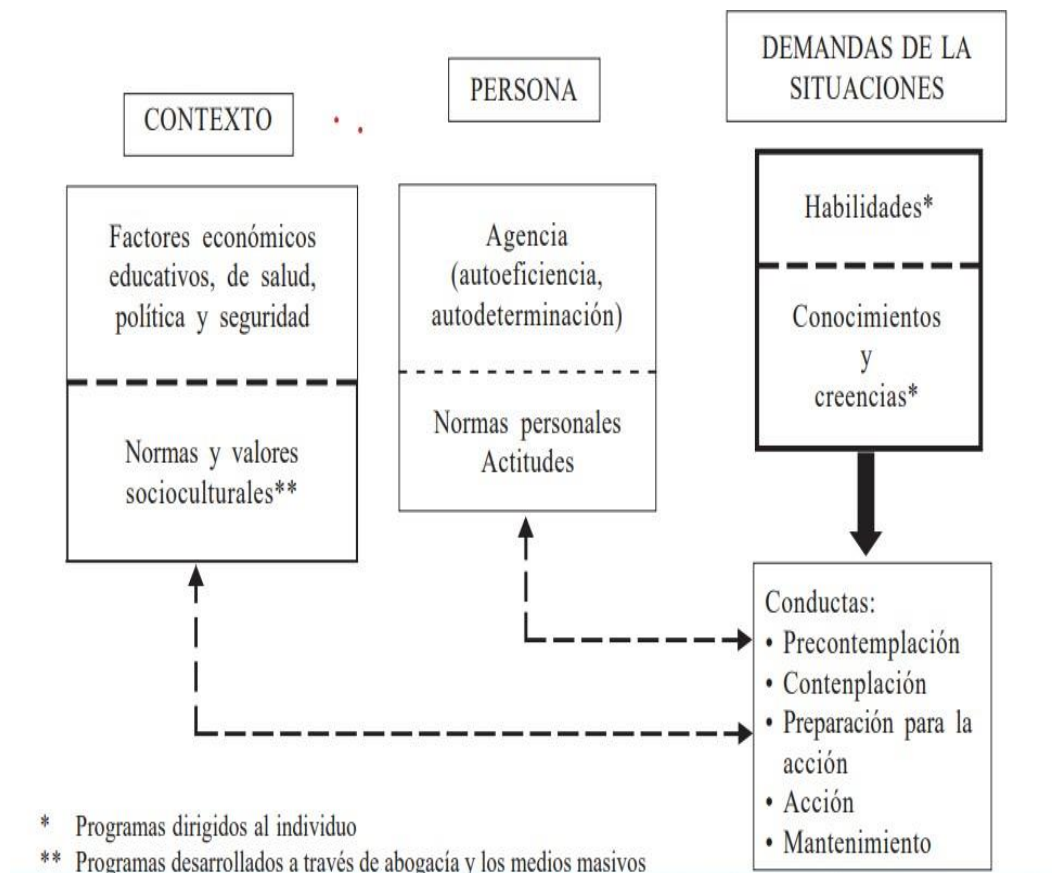 CONTEXTO
PERSONA
DEMANDAS DE LA
SITUACIONES
Factores económicos
educativos, de salud,
política y seguridad
Normas y valores
socioculturales**
Agencia
(autoeficiencia,
autodeterminación)
Normas personales
Actitudes
Habilidades*
Conocimientos
y
creencias*
Conductas:
• Precontemplación
• Contenplación
• Preparación para la
acción
• Acción
• Mantenimiento
* Programas dirigidos al individuo
** Programas desarrollados a través de abogacía y los medios masivos